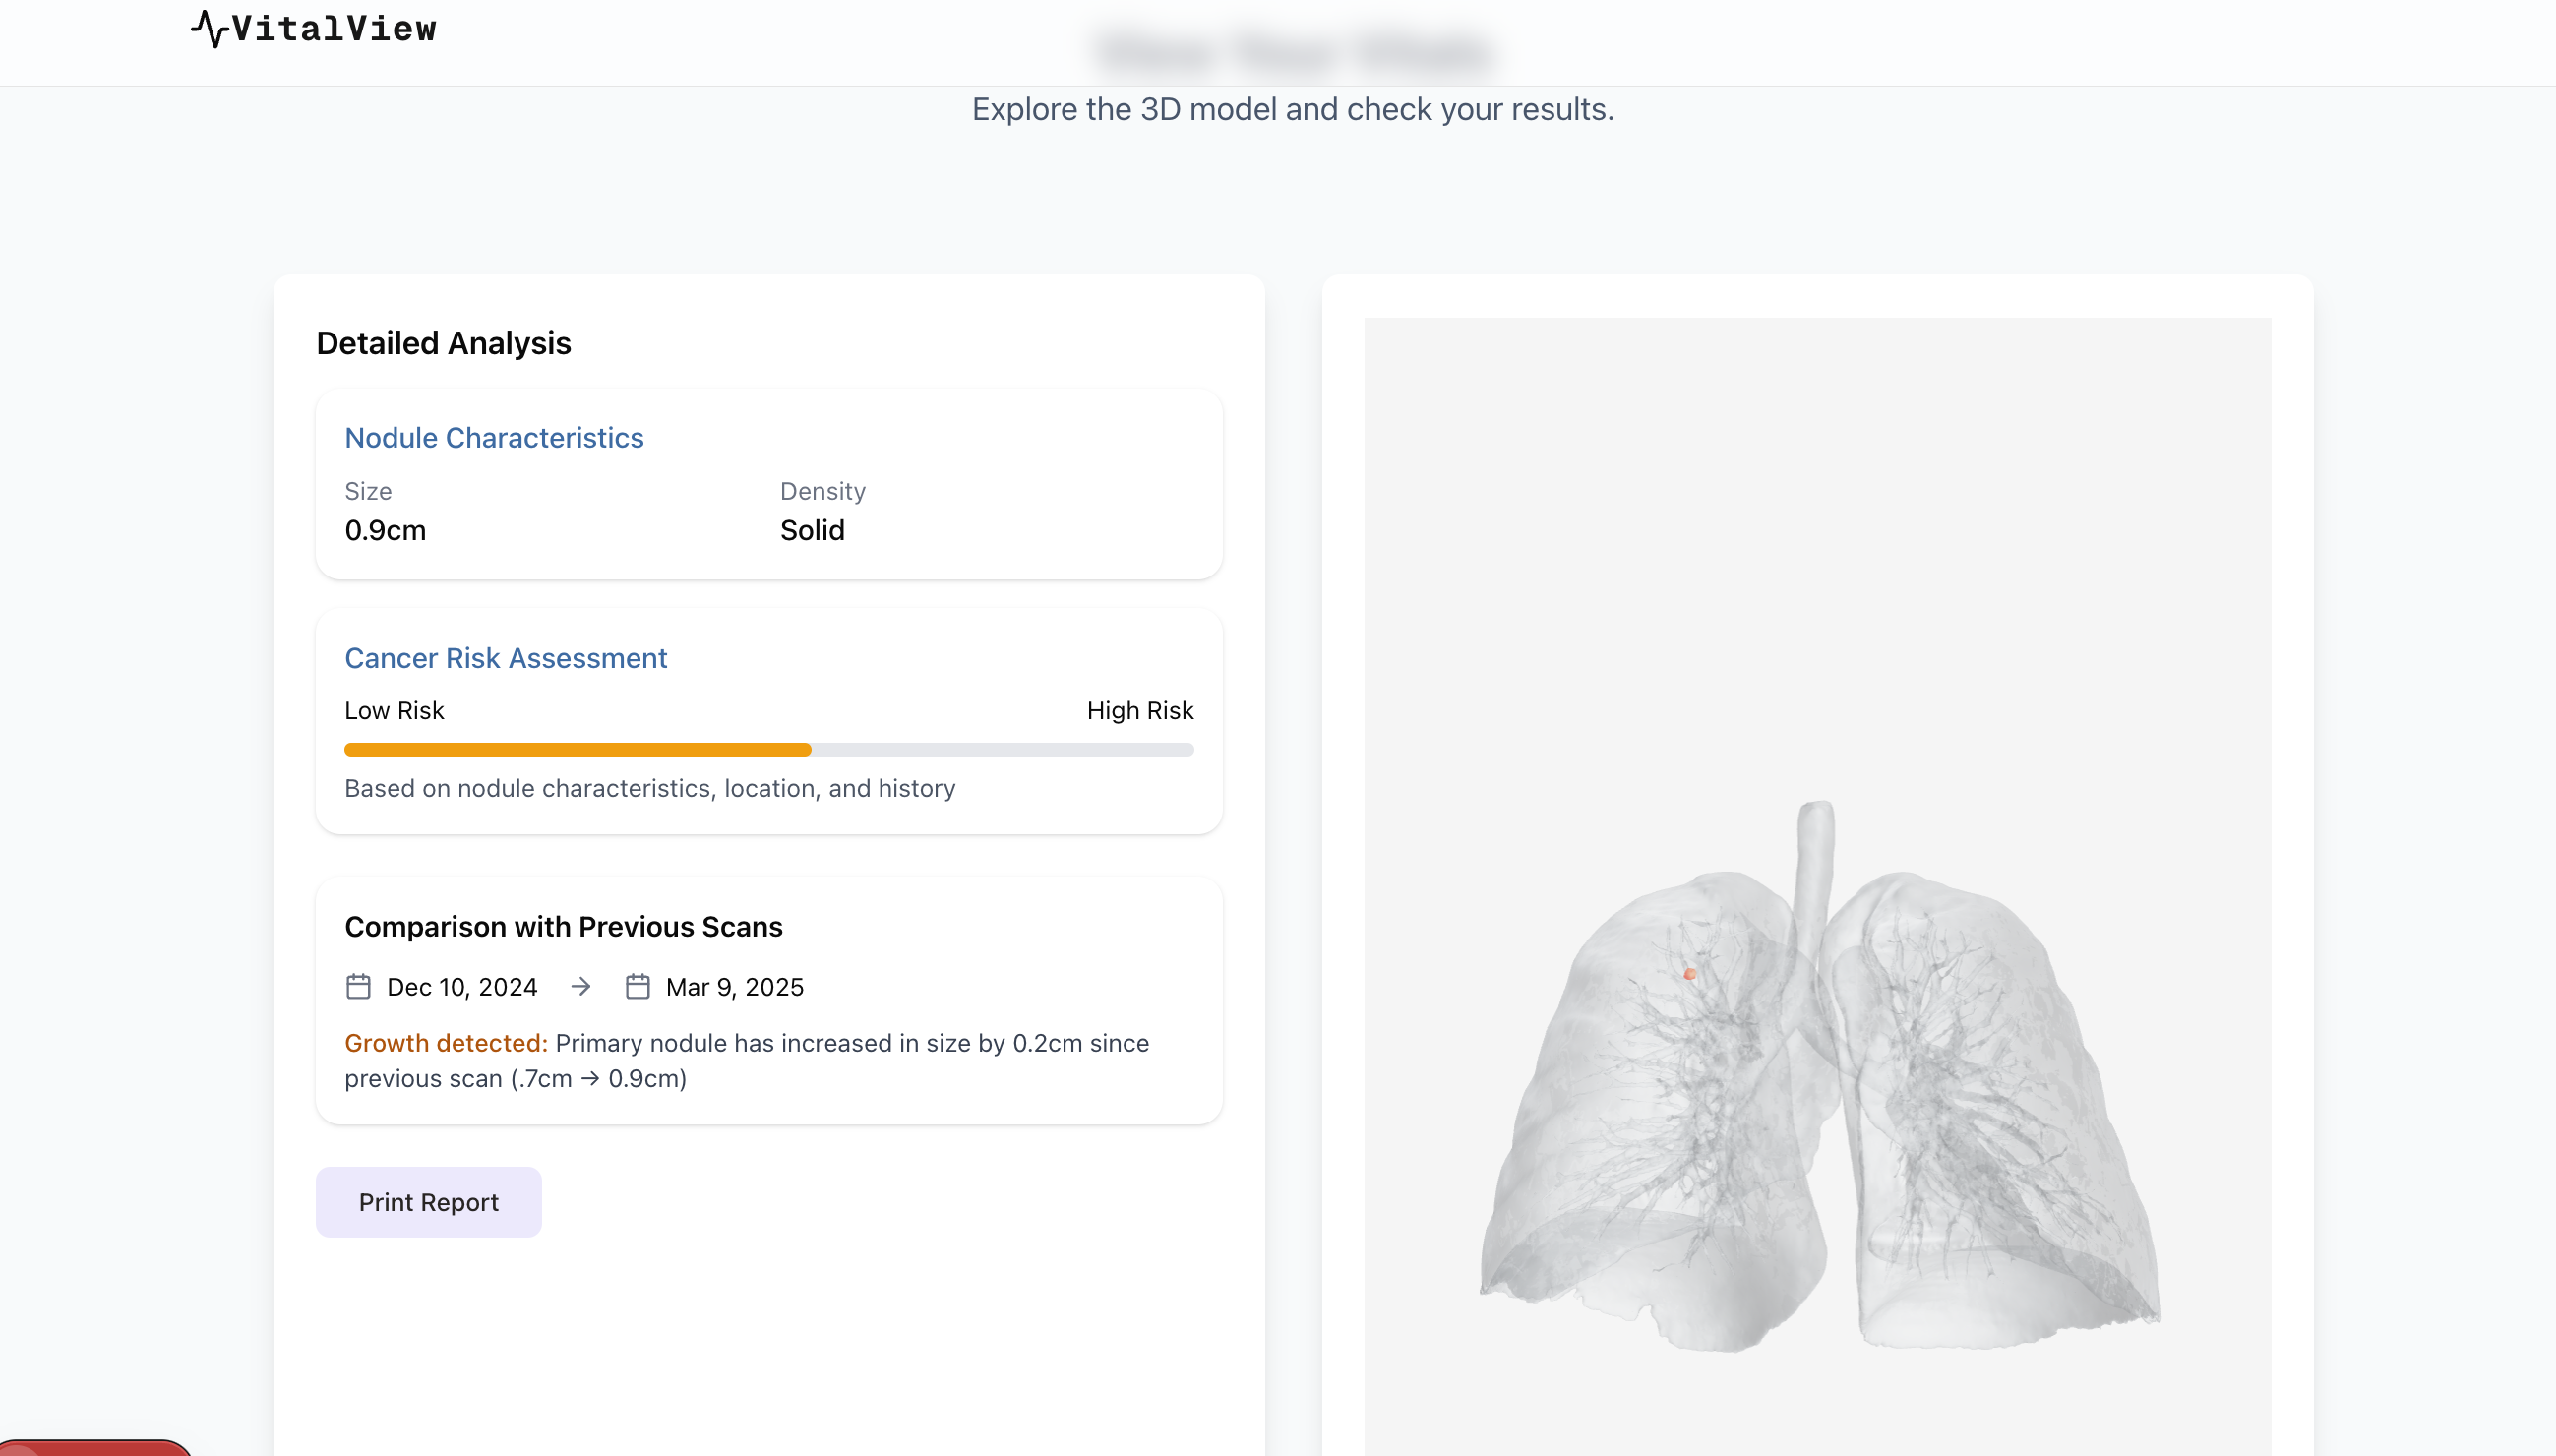 VitalView
View Your Vitals
Explore the 3D model and check your results.
Detailed Analysis
Nodule Characteristics
Size
Density
0.9cm
Solid
Cancer Risk Assessment
Low Risk
High Risk
Based on nodule characteristics, location, and history
Comparison with Previous Scans
Dec 10, 2024 → Mar 9, 2025
Growth detected: Primary nodule has increased in size by 0.2cm since
previous scan (.7cm → 0.9cm)
Print Report